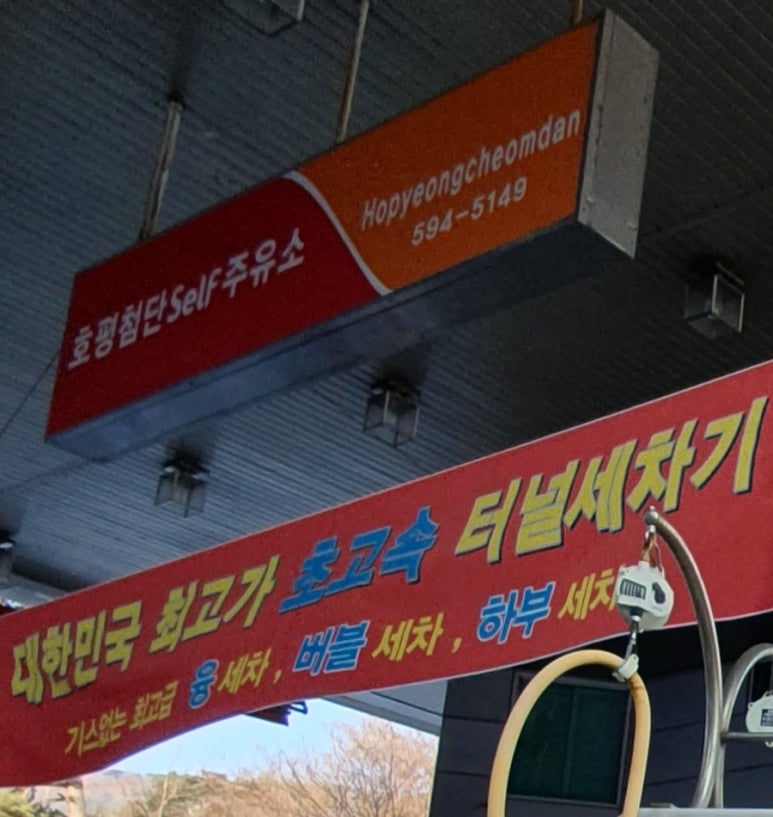 호평첨단Self주유소
Hopyeongcheomdan
594-5149
대한민국 최고가 초고속 터널세차기
기스없는 최고급 융세차, 버블 세차, 하부 세차